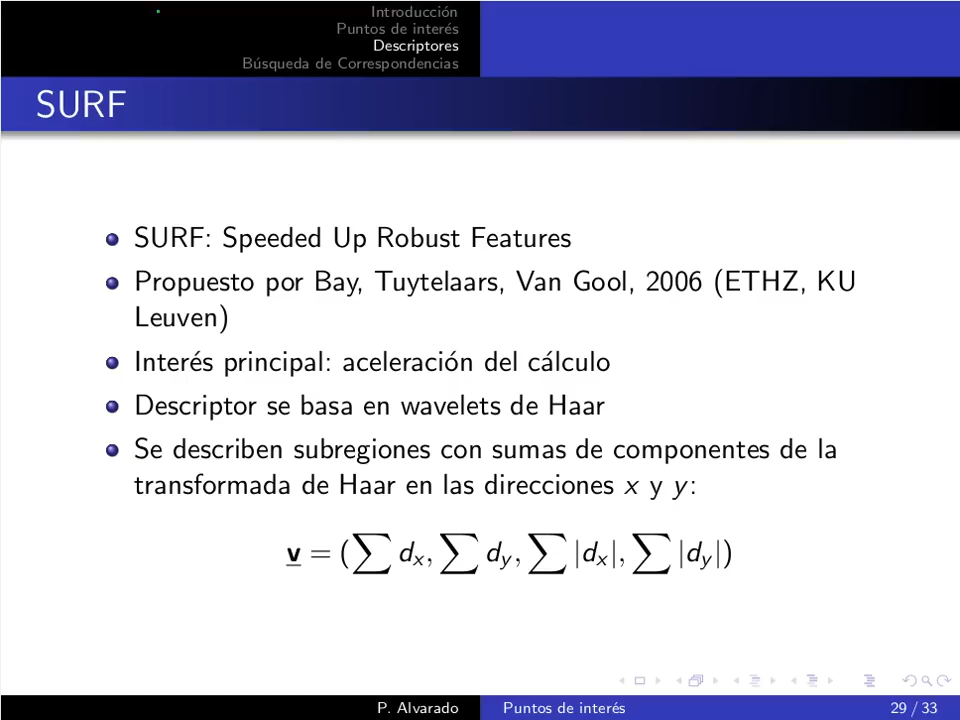 Introducción
Puntos de interés
Descriptores
Búsqueda de Correspondencias
SURF
SURF: Speeded Up Robust Features
Propuesto por Bay, Tuytelaars, Van Gool, 2006 (ETHZ, KU
Leuven)
Interés principal: aceleración del cálculo
Descriptor se basa en wavelets de Haar
Se describen subregiones con sumas de componentes de la
transformada de Haar en las direcciones x y y:
v = (∑ dₓ, ∑ d_y, ∑ |dₓ|, ∑ |d_y|)
P. Alvarado Puntos de interés 29 / 33